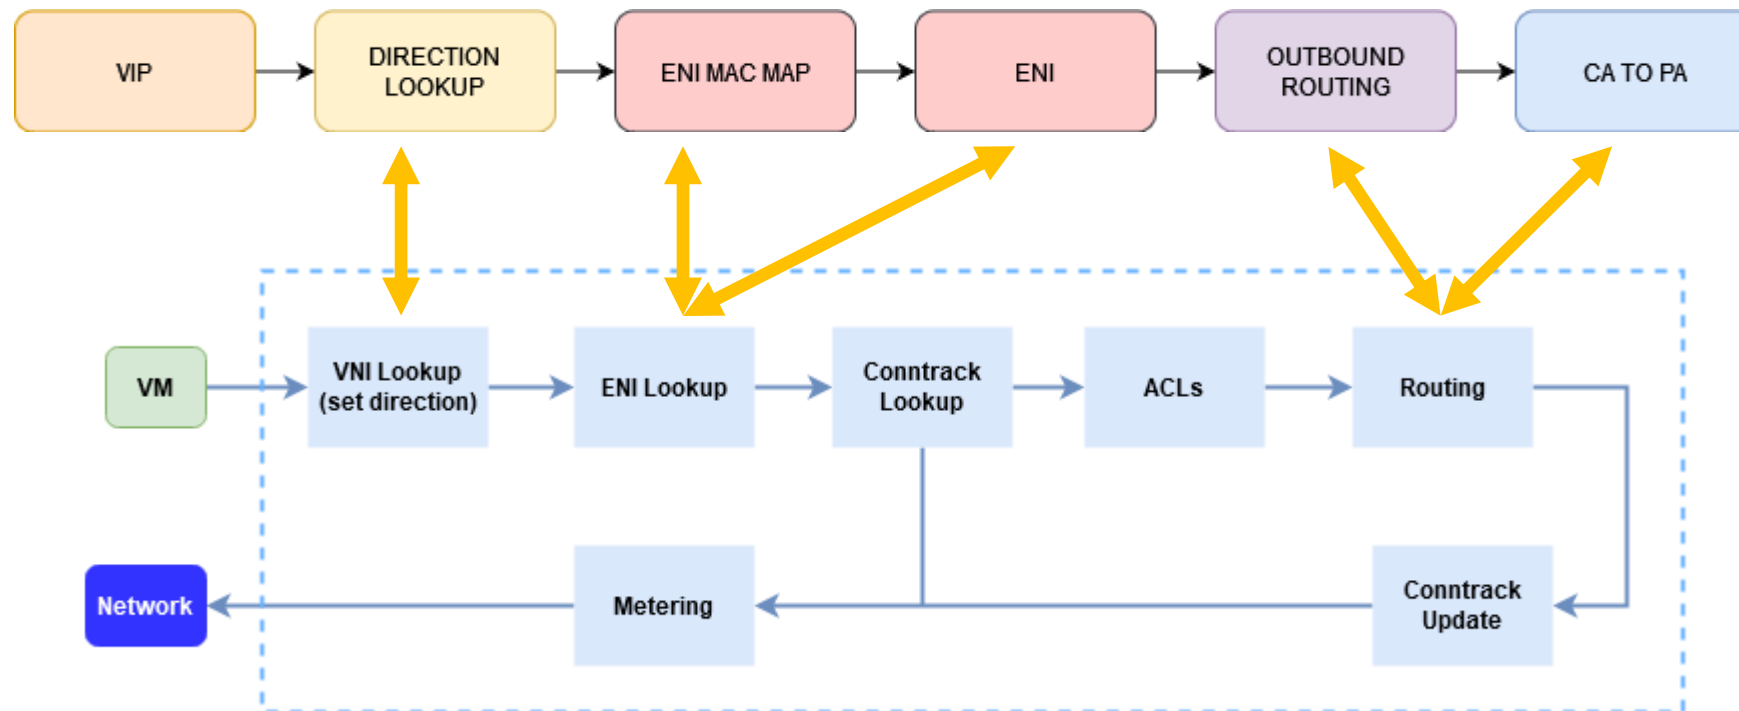 VIP
DIRECTION
LOOKUP
ENI MAC MAP
ENI
OUTBOUND
ROUTING
CA TO PA
VM
VNI Lookup
(set direction)
ENI Lookup
Conntrack
Lookup
ACLs
Routing
Network
Metering
Conntrack
Update